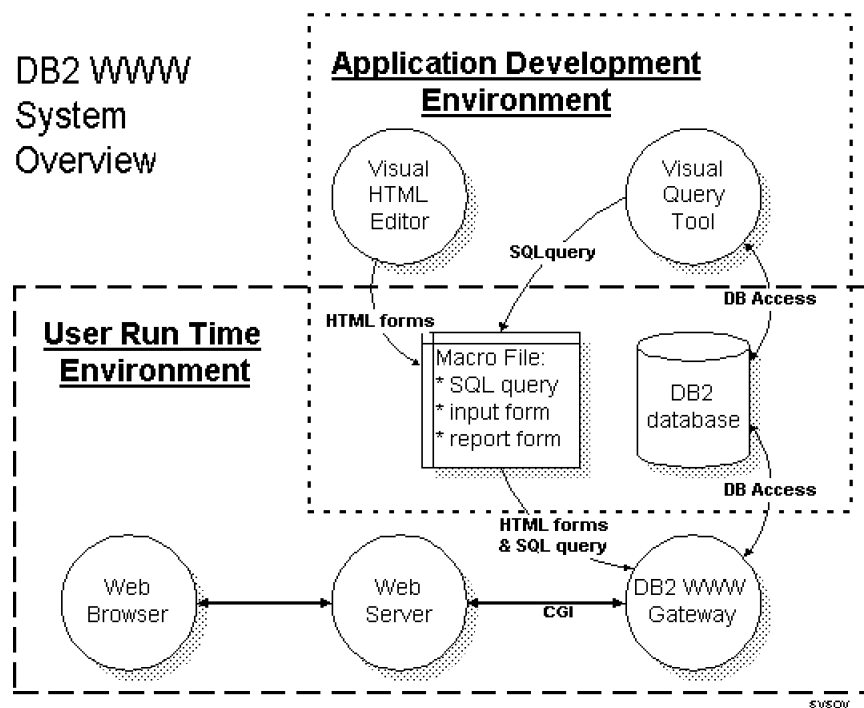 DB2 WWW
System
Overview
Application Development
Environment
Visual
HTML
Editor
Visual
Query
Tool
SQLquery
DB Access
HTML forms
User Run Time
Environment
Macro File:
* SQL query
* input form
* report form
DB2
database
DB Access
HTML forms
& SQL query
Web
Browser
Web
Server
CGI
DB2 WWW
Gateway
SYSOV